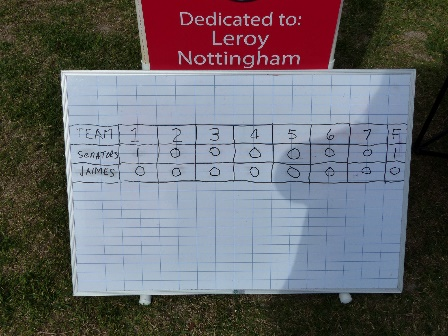 Dedicated to:
Leroy
Nottingham
TEAM 1 2 3 4 5 6 7 F
SENATORS 1 0 0 0 0 0 0 1
JAIMES 0 0 0 0 0 0 0 0